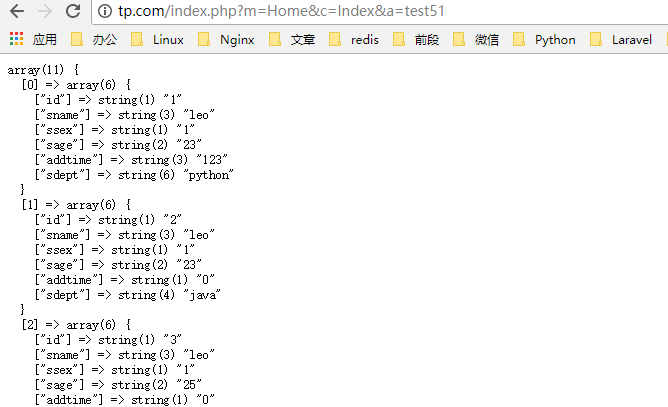 tp.com/index.php?m=Home&c=Index&a=test51
应用 办公 Linux Nginx 文章 redis 前段 微信 Python Laravel
array(11) {
  [0] => array(6) {
    ["id"] => string(1) "1"
    ["sname"] => string(3) "leo"
    ["ssex"] => string(1) "1"
    ["sage"] => string(2) "23"
    ["addtime"] => string(3) "123"
    ["sdept"] => string(6) "python"
  }
  [1] => array(6) {
    ["id"] => string(1) "2"
    ["sname"] => string(3) "leo"
    ["ssex"] => string(1) "1"
    ["sage"] => string(2) "23"
    ["addtime"] => string(1) "0"
    ["sdept"] => string(4) "java"
  }
  [2] => array(6) {
    ["id"] => string(1) "3"
    ["sname"] => string(3) "leo"
    ["ssex"] => string(1) "1"
    ["sage"] => string(2) "25"
    ["addtime"] => string(1) "0"